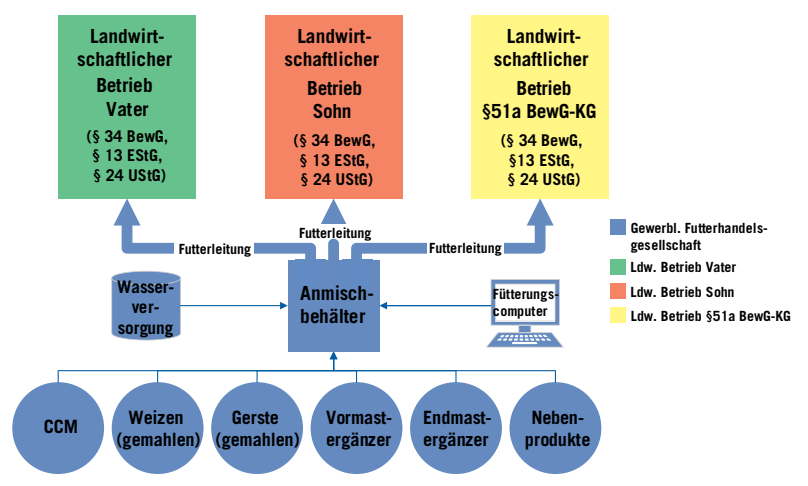 Landwirt-
schaftlicher
Betrieb
Vater
(§ 34 BewG,
§ 13 EStG,
§ 24 UStG)
Landwirt-
schaftlicher
Betrieb
Sohn
(§ 34 BewG,
§ 13 EStG,
§ 24 UStG)
Landwirt-
schaftlicher
Betrieb
§51a BewG-KG
(§ 34 BewG,
§13 EStG,
§ 24 UStG)
Futterleitung
Futterleitung
Futterleitung
Gewerbl. Futterhandels-
gesellschaft
Ldw. Betrieb Vater
Ldw. Betrieb Sohn
Ldw. Betrieb §51a BewG-KG
Wasser-
ver-
sorgung
Anmisch-
behälter
Fütterungs-
computer
CCM
Weizen
(gemahlen)
Gerste
(gemahlen)
Vormast-
ergänzer
Endmast-
ergänzer
Neben-
produkte